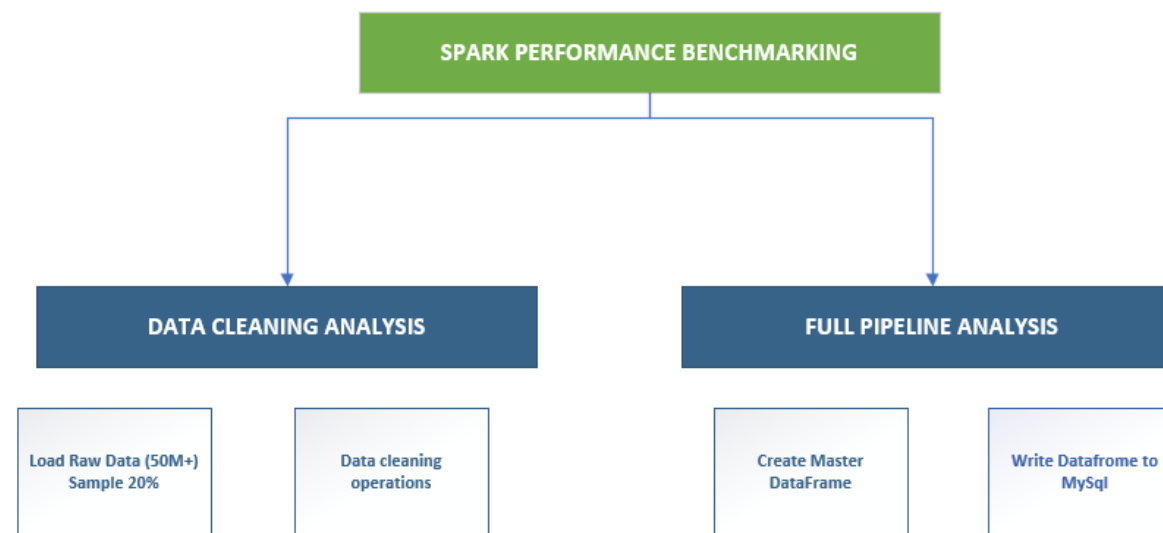 SPARK PERFORMANCE BENCHMARKING
DATA CLEANING ANALYSIS
FULL PIPELINE ANALYSIS
Load Raw Data (50M+)
Sample 20%
Data cleaning
operations
Create Master
DataFrame
Write Datafrome to
MySql